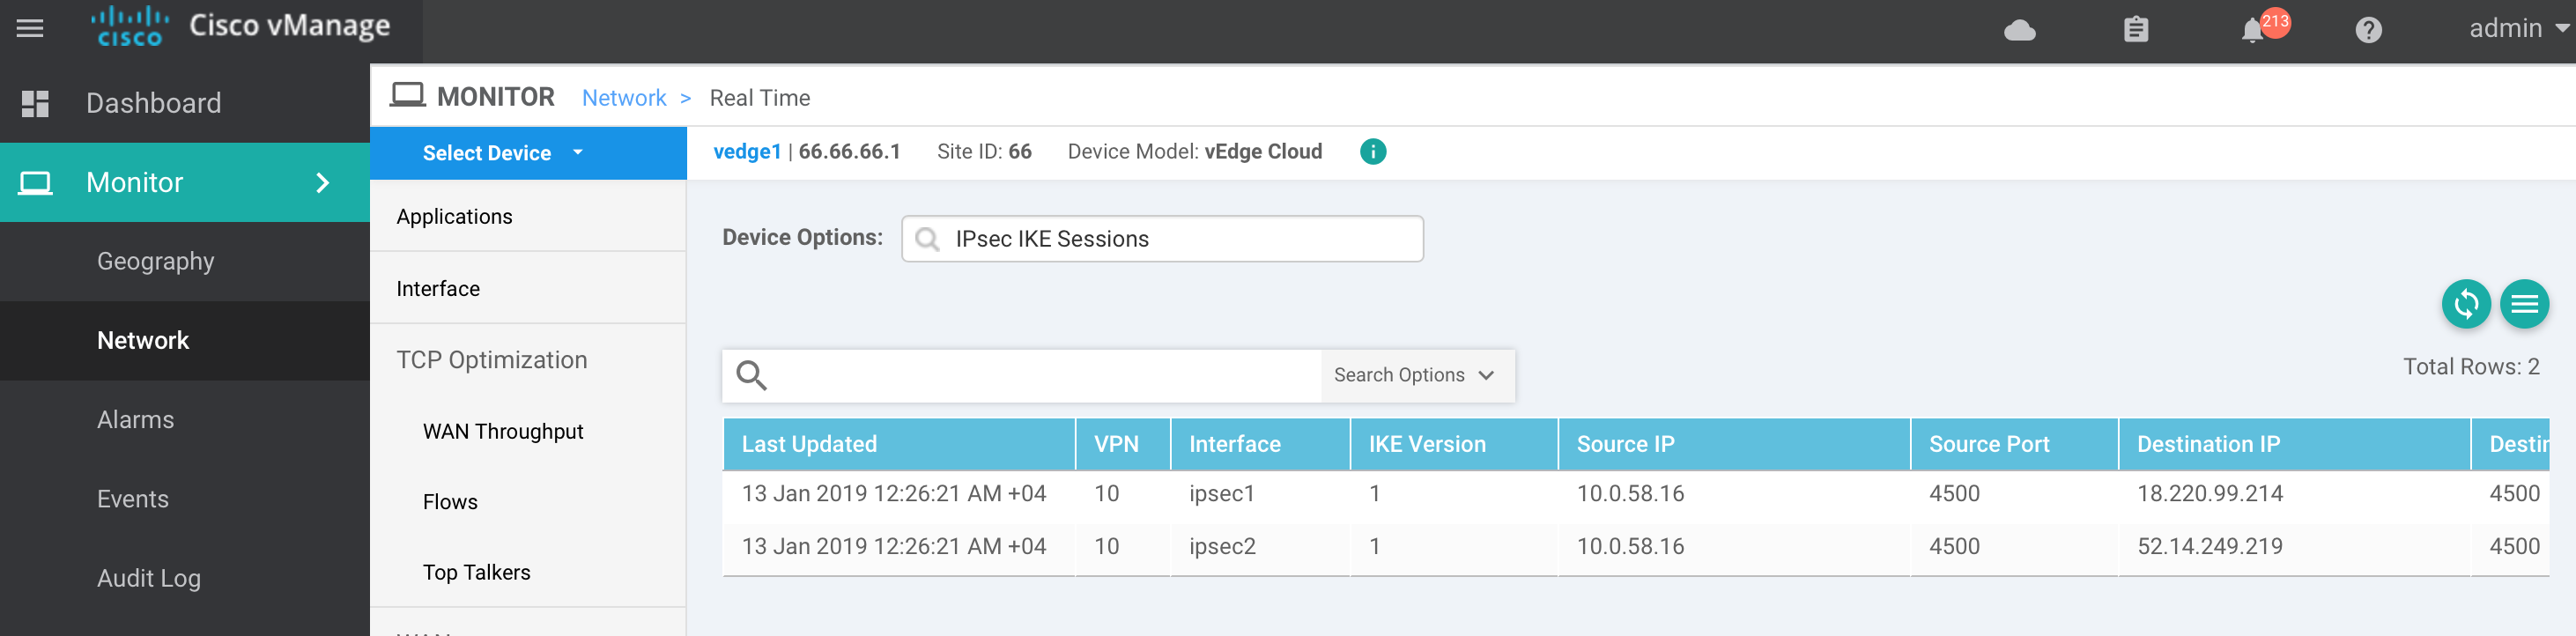 cisco Cisco vManage 213 admin
Dashboard
Monitor
Geography
Network
Alarms
Events
Audit Log
MONITOR Network > Real Time
Select Device
vedge1 | 66.66.66.1 Site ID: 66 Device Model: vEdge Cloud
Applications
Interface
TCP Optimization
WAN Throughput
Flows
Top Talkers
Device Options: IPsec IKE Sessions
Search Options
Total Rows: 2
Last Updated VPN Interface IKE Version Source IP Source Port Destination IP Destin
13 Jan 2019 12:26:21 AM +04 10 ipsec1 1 10.0.58.16 4500 18.220.99.214 4500
13 Jan 2019 12:26:21 AM +04 10 ipsec2 1 10.0.58.16 4500 52.14.249.219 4500